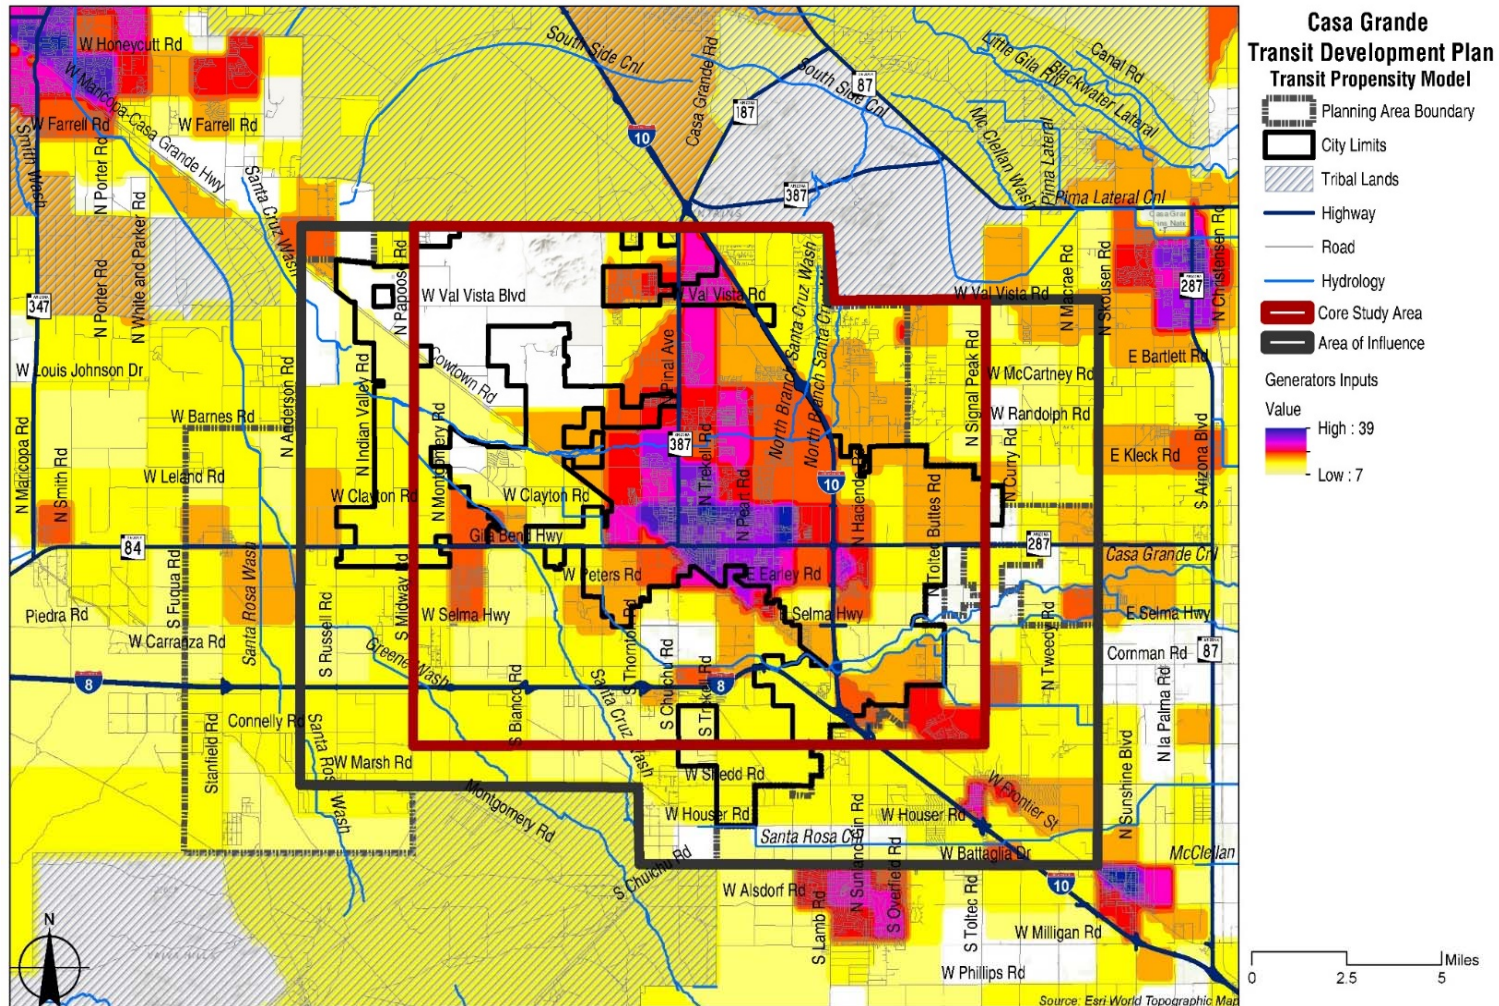 Casa Grande
Transit Development Plan
Transit Propensity Model
Planning Area Boundary
City Limits
Tribal Lands
Highway
Road
Hydrology
Core Study Area
Area of Influence
Generators Inputs
Value
High : 39
Low : 7
Miles
0
2.5
5
Source: Esri World Topographic Map
N
W Honeycutt Rd
W Maricopa-Casa Grande Hwy
W Farrell Rd
W Farrell Rd
Smith Wash
N Porter Rd
N White and Parker Rd
N Porter Rd
Santa Cruz Wash
South Side Cnl
Casa Grande Rd
South Side Cnl
87
187
10
387
Little Gila Riv
Canal Rd
Blackwater Lateral
Mc Clellan Wash
Pima Lateral
Pima Lateral Cnl
347
N Papoose Rd
W Val Vista Blvd
W Val Vista Rd
W Val Vista Rd
North Branch Santa Cruz Wash
North Branch Santa Cruz
N Macrae Rd
N Skousen Rd
287
N Christensen Rd
W Louis Johnson Dr
N Anderson Rd
N Indian Valley Rd
Cowtown Rd
N Pinal Ave
N Signal Peak Rd
E Bartlett Rd
W McCartney Rd
W Barnes Rd
N Montgomery Rd
W Randolph Rd
N Maricopa Rd
N Smith Rd
W Leland Rd
W Clayton Rd
W Clayton Rd
387
N Trekell Rd
N Peart Rd
10
N Hacienda Rd
N Toltec Buttes Rd
N Curry Rd
E Kleck Rd
S Arizona Blvd
84
Gila Bend Hwy
287
Casa Grande Cnl
S Fuqua Rd
Santa Rosa Wash
S Midway Rd
W Peters Rd
E Earley Rd
Piedra Rd
S Russell Rd
W Selma Hwy
E Selma Hwy
E Selma Hwy
W Carranza Rd
Greene Wash
S Thornton Rd
S Chuichu Rd
S Trekell Rd
N Tweedy Rd
Cornman Rd
87
8
8
Stanfield Rd
Connelly Rd
Santa Rosa Wash
S Bianco Rd
Santa Cruz Wash
N la Palma Rd
W Marsh Rd
W Shedd Rd
N Sunshine Blvd
Montgomery Rd
W Houser Rd
W Houser Rd
W Frontier St
Santa Rosa Cnl
N Sunland Gin Rd
W Battaglia Dr
McClellan
S Chuichu Rd
W Alsdorf Rd
S Overfield Rd
10
S Lamb Rd
S Toltec Rd
W Milligan Rd
W Phillips Rd